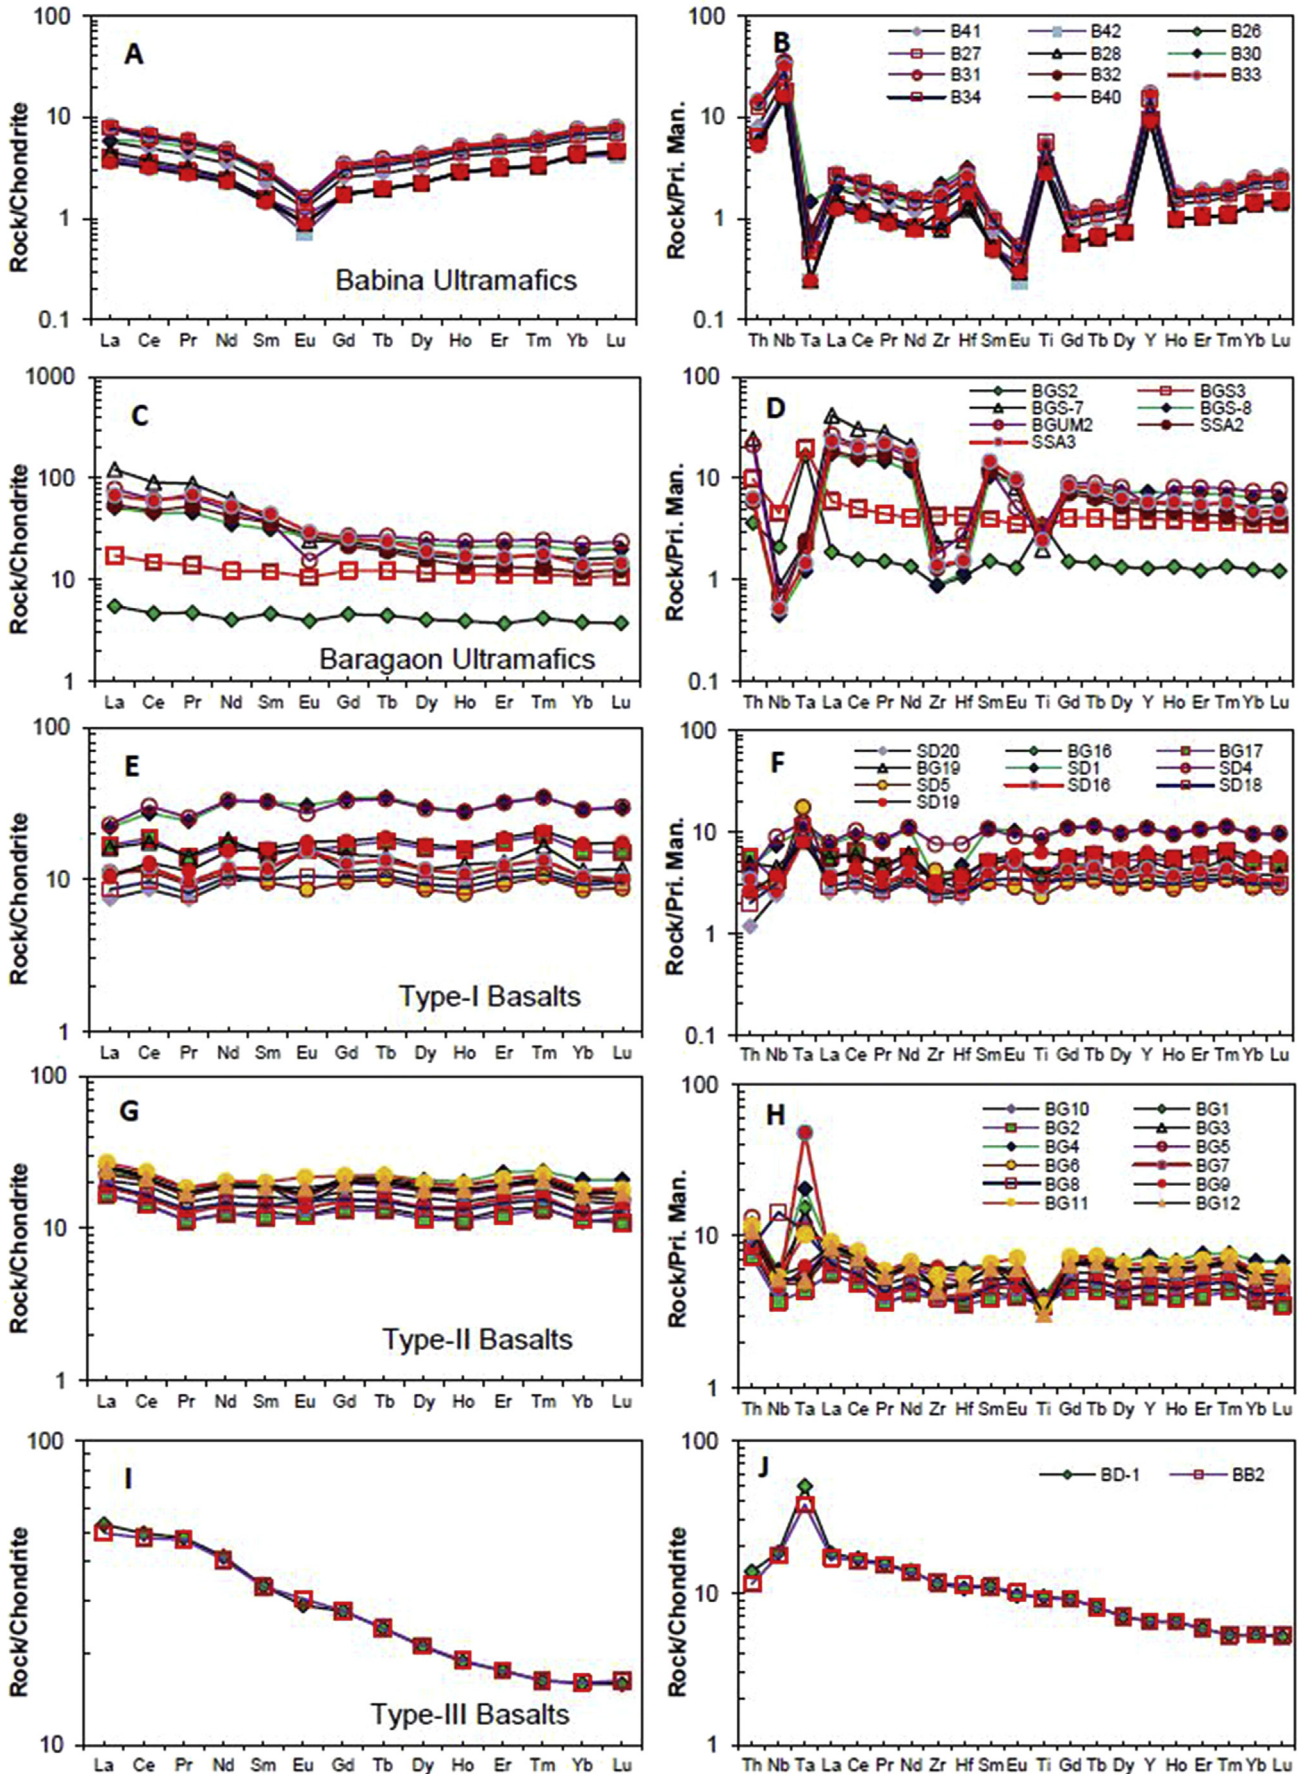 A
Rock/Chondrite
100
10
1
0.1
Babina Ultramafics
La Ce Pr Nd Sm Eu Gd Tb Dy Ho Er Tm Yb Lu
B
Rock/Pri. Man.
100
10
1
0.1
B41 B42 B26
B27 B28 B30
B31 B32 B33
B34 B40
Th Nb Ta La Ce Pr Nd Zr Hf Sm Eu Ti Gd Tb Dy Y Ho Er Tm Yb Lu
C
Rock/Chondrite
1000
100
10
1
Baragaon Ultramafics
La Ce Pr Nd Sm Eu Gd Tb Dy Ho Er Tm Yb Lu
D
Rock/Pri. Man.
100
10
1
0.1
BGS2 BGS3
BGS-7 BGS-8
BGUM2 SSA2
SSA3
Th Nb Ta La Ce Pr Nd Zr Hf Sm Eu Ti Gd Tb Dy Y Ho Er Tm Yb Lu
E
Rock/Chondrite
100
10
1
Type-I Basalts
La Ce Pr Nd Sm Eu Gd Tb Dy Ho Er Tm Yb Lu
F
Rock/Pri. Man.
100
10
1
0.1
SD20 BG16 BG17
BG19 SD1 SD4
SD5 SD16 SD18
SD19
Th Nb Ta La Ce Pr Nd Zr Hf Sm Eu Ti Gd Tb Dy Y Ho Er Tm Yb Lu
G
Rock/Chondrite
100
10
1
Type-II Basalts
La Ce Pr Nd Sm Eu Gd Tb Dy Ho Er Tm Yb Lu
H
Rock/Pri. Man.
100
10
1
BG10 BG1
BG2 BG3
BG4 BG5
BG6 BG7
BG8 BG9
BG11 BG12
Th Nb Ta La Ce Pr Nd Zr Hf Sm Eu Ti Gd Tb Dy Y Ho Er Tm Yb Lu
I
Rock/Chondrite
100
10
Type-III Basalts
La Ce Pr Nd Sm Eu Gd Tb Dy Ho Er Tm Yb Lu
J
Rock/Chondrite
100
10
1
BD-1 BB2
Th Nb Ta La Ce Pr Nd Zr Hf Sm Eu Ti Gd Tb Dy Y Ho Er Tm Yb Lu